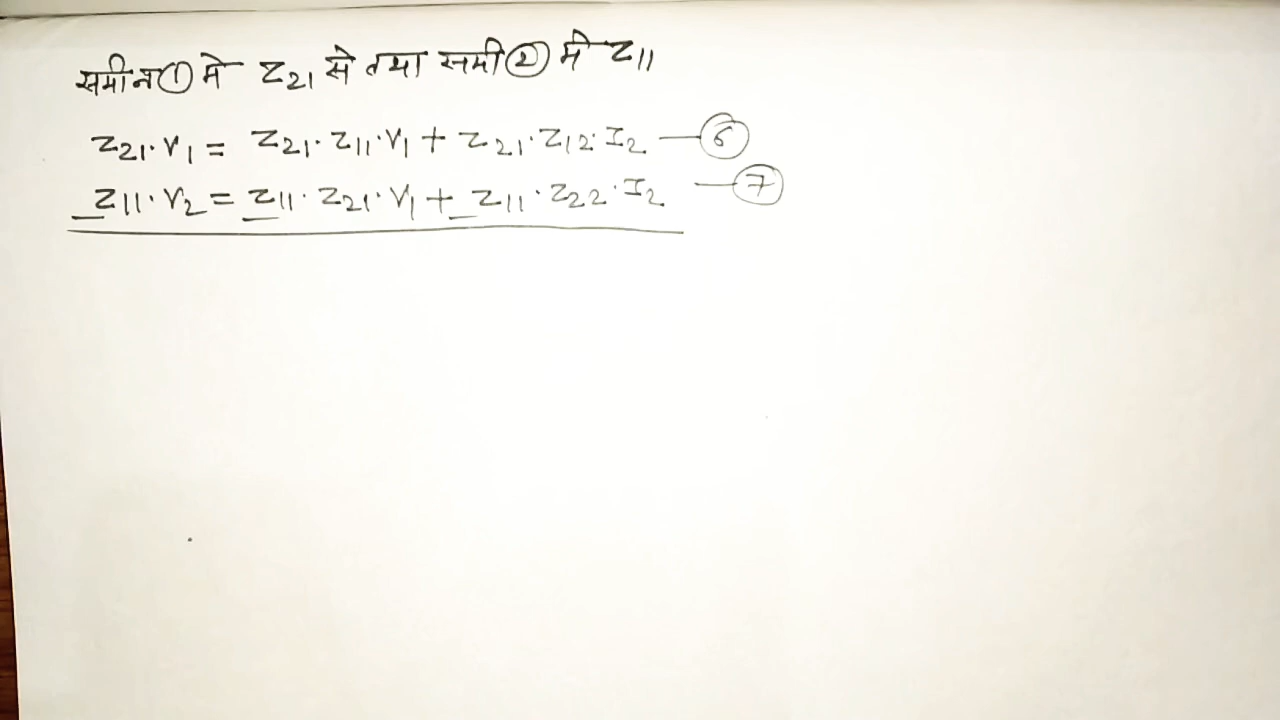 समीन① मे Z21 से तथा समी② मे Z11
Z21·V1 = Z21·Z11·V1 + Z21·Z12·I2 —⑥
Z11·V2 = Z11·Z21·V1 + Z11·Z22·I2 —⑦